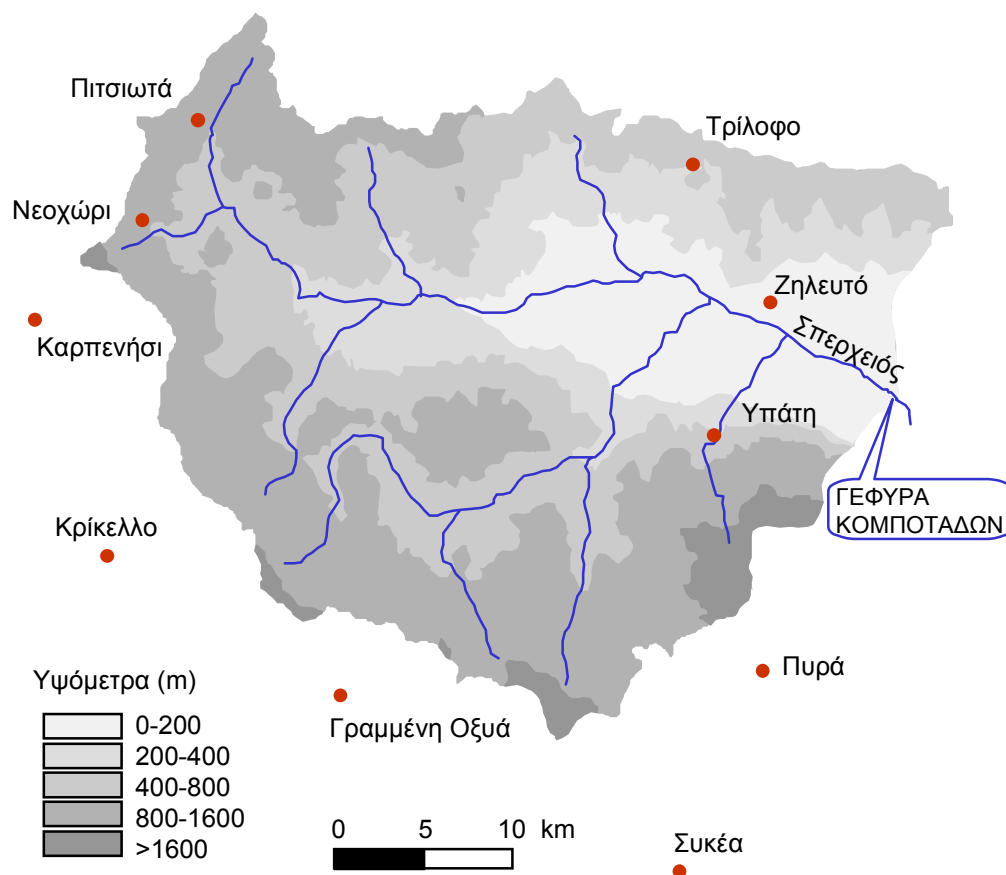 Πιτσιωτά
Τρίλοφο
Νεοχώρι
Ζηλευτό
Καρπενήσι
Σπερχειός
Υπάτη
ΓΕΦΥΡΑ
ΚΟΜΠΟΤΑΔΩΝ
Κρίκελλο
Πυρά
Γραμμένη Οξυά
Υψόμετρα (m)
0-200
200-400
400-800
800-1600
>1600
0 5 10 km
Συκέα